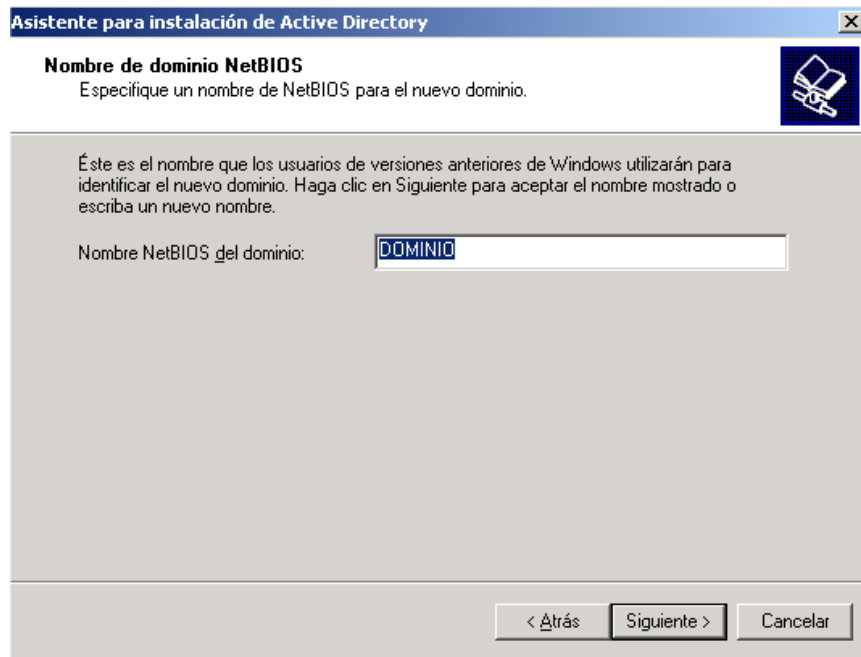 Asistente para instalación de Active Directory
Nombre de dominio NetBIOS
Especifique un nombre de NetBIOS para el nuevo dominio.
Éste es el nombre que los usuarios de versiones anteriores de Windows utilizarán para
identificar el nuevo dominio. Haga clic en Siguiente para aceptar el nombre mostrado o
escriba un nuevo nombre.
Nombre NetBIOS del dominio: DOMINIO
< Atrás Siguiente > Cancelar